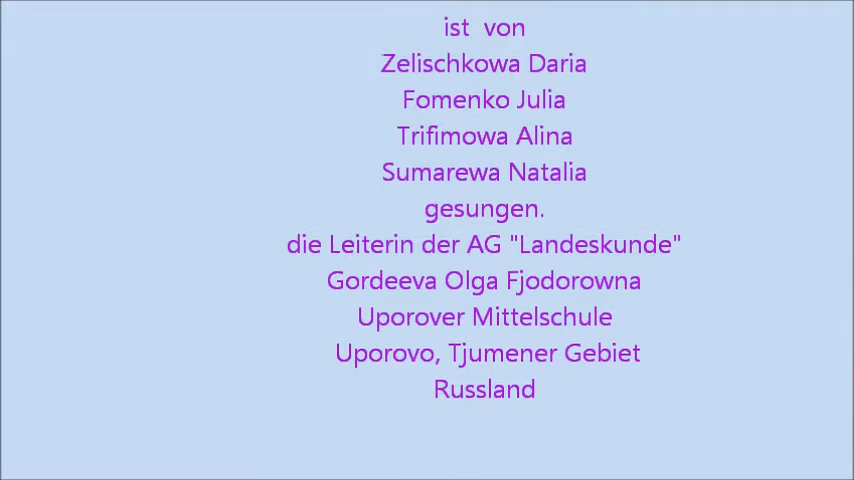 ist von
Zelischkowa Daria
Fomenko Julia
Trifimowa Alina
Sumarewa Natalia
gesungen.
die Leiterin der AG "Landeskunde"
Gordeeva Olga Fjodorowna
Uporover Mittelschule
Uporovo, Tjumener Gebiet
Russland